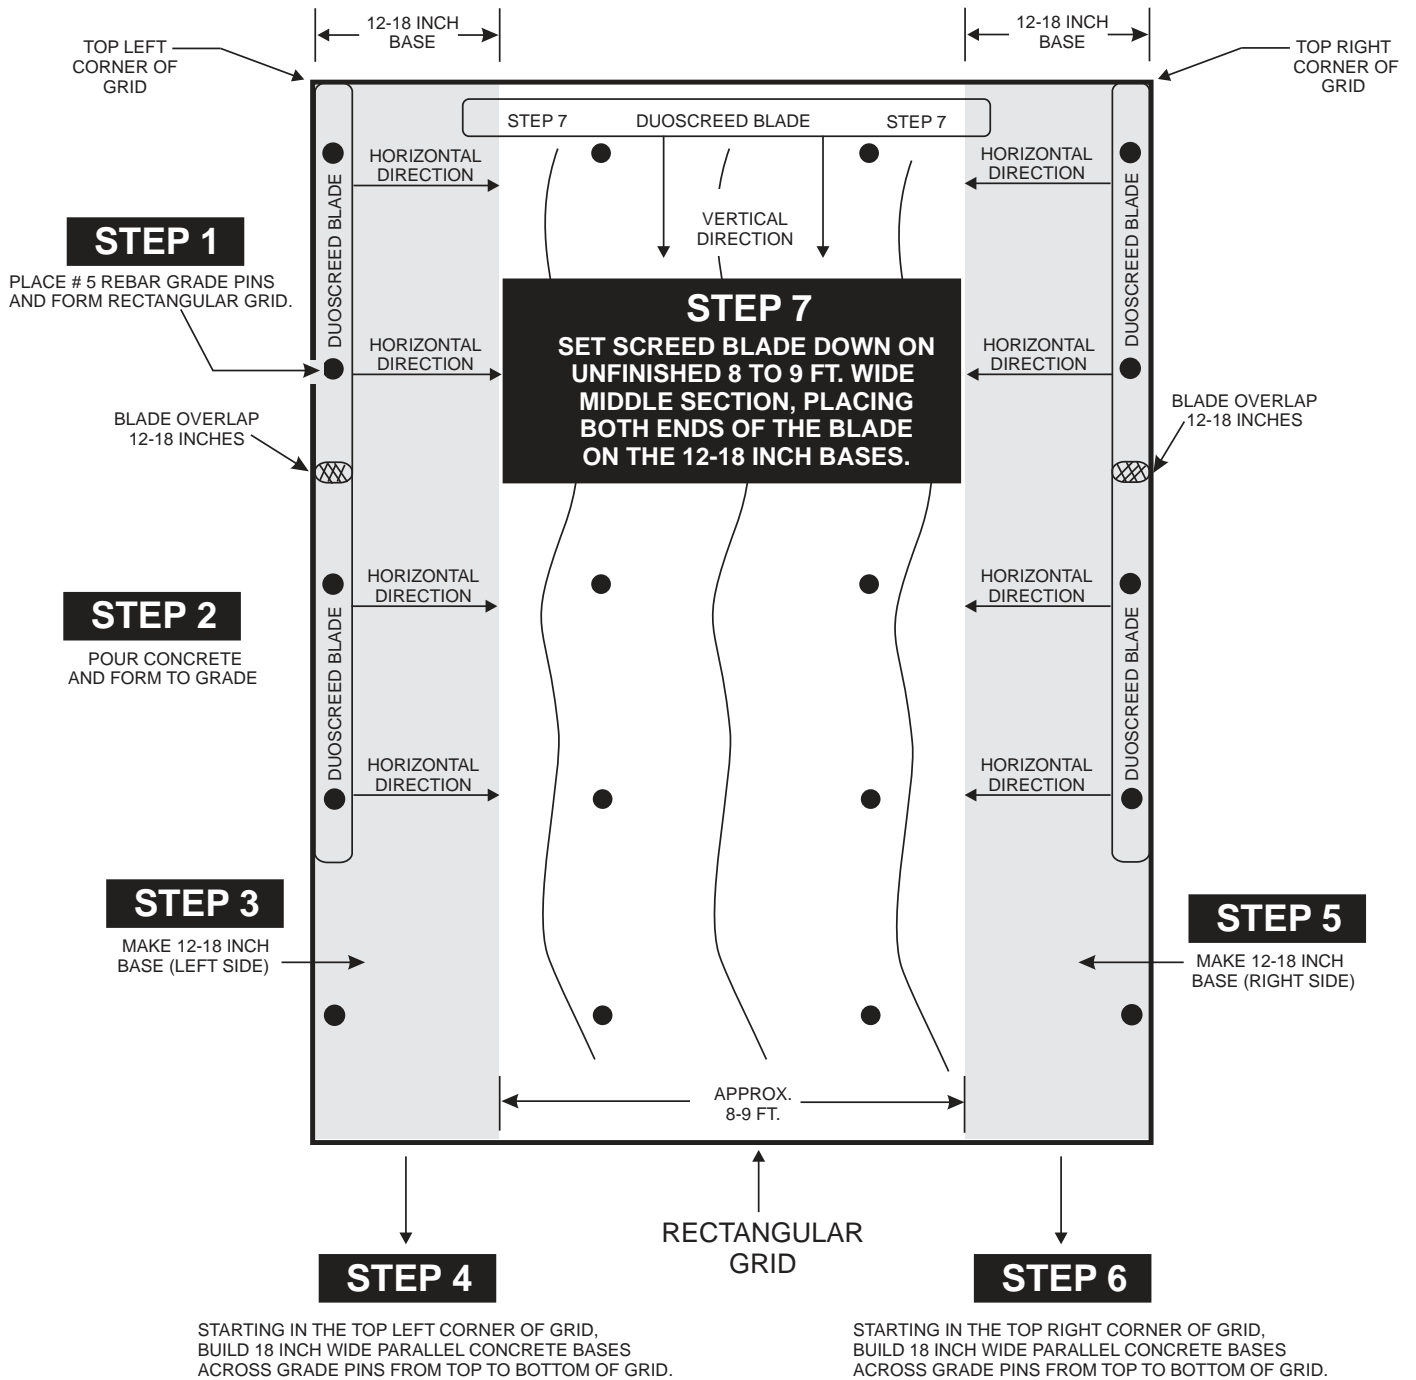 12-18 INCH
BASE
12-18 INCH
BASE
TOP LEFT
CORNER OF
GRID
TOP RIGHT
CORNER OF
GRID
STEP 7
DUOSCREED BLADE
STEP 7
HORIZONTAL
DIRECTION
HORIZONTAL
DIRECTION
DUOSCREED BLADE
DUOSCREED BLADE
VERTICAL
DIRECTION
STEP 1
PLACE # 5 REBAR GRADE PINS
AND FORM RECTANGULAR GRID.
STEP 7
SET SCREED BLADE DOWN ON
UNFINISHED 8 TO 9 FT. WIDE
MIDDLE SECTION, PLACING
BOTH ENDS OF THE BLADE
ON THE 12-18 INCH BASES.
HORIZONTAL
DIRECTION
HORIZONTAL
DIRECTION
BLADE OVERLAP
12-18 INCHES
BLADE OVERLAP
12-18 INCHES
HORIZONTAL
DIRECTION
HORIZONTAL
DIRECTION
STEP 2
POUR CONCRETE
AND FORM TO GRADE
DUOSCREED BLADE
DUOSCREED BLADE
HORIZONTAL
DIRECTION
HORIZONTAL
DIRECTION
STEP 3
MAKE 12-18 INCH
BASE (LEFT SIDE)
STEP 5
MAKE 12-18 INCH
BASE (RIGHT SIDE)
APPROX.
8-9 FT.
RECTANGULAR
GRID
STEP 4
STARTING IN THE TOP LEFT CORNER OF GRID,
BUILD 18 INCH WIDE PARALLEL CONCRETE BASES
ACROSS GRADE PINS FROM TOP TO BOTTOM OF GRID.
STEP 6
STARTING IN THE TOP RIGHT CORNER OF GRID,
BUILD 18 INCH WIDE PARALLEL CONCRETE BASES
ACROSS GRADE PINS FROM TOP TO BOTTOM OF GRID.